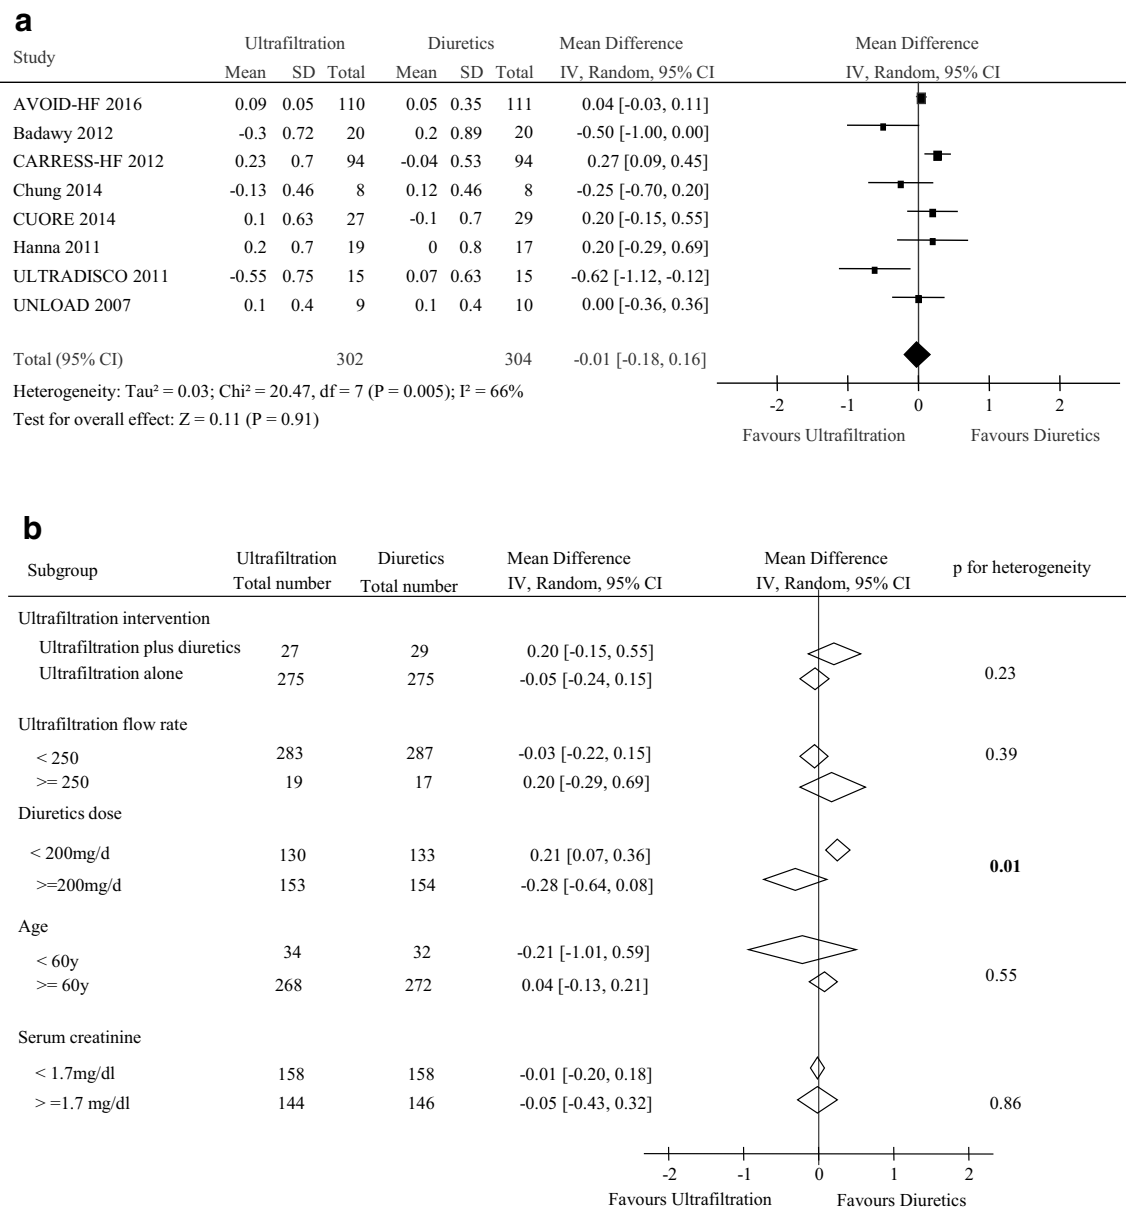 a
Ultrafiltration Diuretics Mean Difference Mean Difference
Study
Mean SD Total Mean SD Total IV, Random, 95% CI IV, Random, 95% CI
AVOID-HF 2016 0.09 0.05 110 0.05 0.35 111 0.04 [-0.03, 0.11]
Badawy 2012 -0.3 0.72 20 0.2 0.89 20 -0.50 [-1.00, 0.00]
CARRESS-HF 2012 0.23 0.7 94 -0.04 0.53 94 0.27 [0.09, 0.45]
Chung 2014 -0.13 0.46 8 0.12 0.46 8 -0.25 [-0.70, 0.20]
CUORE 2014 0.1 0.63 27 -0.1 0.7 29 0.20 [-0.15, 0.55]
Hanna 2011 0.2 0.7 19 0 0.8 17 0.20 [-0.29, 0.69]
ULTRADISCO 2011 -0.55 0.75 15 0.07 0.63 15 -0.62 [-1.12, -0.12]
UNLOAD 2007 0.1 0.4 9 0.1 0.4 10 0.00 [-0.36, 0.36]
Total (95% CI) 302 304 -0.01 [-0.18, 0.16]
Heterogeneity: Tau² = 0.03; Chi² = 20.47, df = 7 (P = 0.005); I² = 66%
Test for overall effect: Z = 0.11 (P = 0.91)
-2 -1 0 1 2
Favours Ultrafiltration Favours Diuretics
b
Ultrafiltration Diuretics Mean Difference Mean Difference
Subgroup p for heterogeneity
Total number Total number IV, Random, 95% CI IV, Random, 95% CI
Ultrafiltration intervention
Ultrafiltration plus diuretics 27 29 0.20 [-0.15, 0.55]
Ultrafiltration alone 275 275 -0.05 [-0.24, 0.15] 0.23
Ultrafiltration flow rate
< 250 283 287 -0.03 [-0.22, 0.15] 0.39
>= 250 19 17 0.20 [-0.29, 0.69]
Diuretics dose
< 200mg/d 130 133 0.21 [0.07, 0.36]
0.01
>=200mg/d 153 154 -0.28 [-0.64, 0.08]
Age
< 60y 34 32 -0.21 [-1.01, 0.59]
0.55
>= 60y 268 272 0.04 [-0.13, 0.21]
Serum creatinine
< 1.7mg/dl 158 158 -0.01 [-0.20, 0.18]
> =1.7 mg/dl 144 146 -0.05 [-0.43, 0.32] 0.86
-2 -1 0 1 2
Favours Ultrafiltration Favours Diuretics